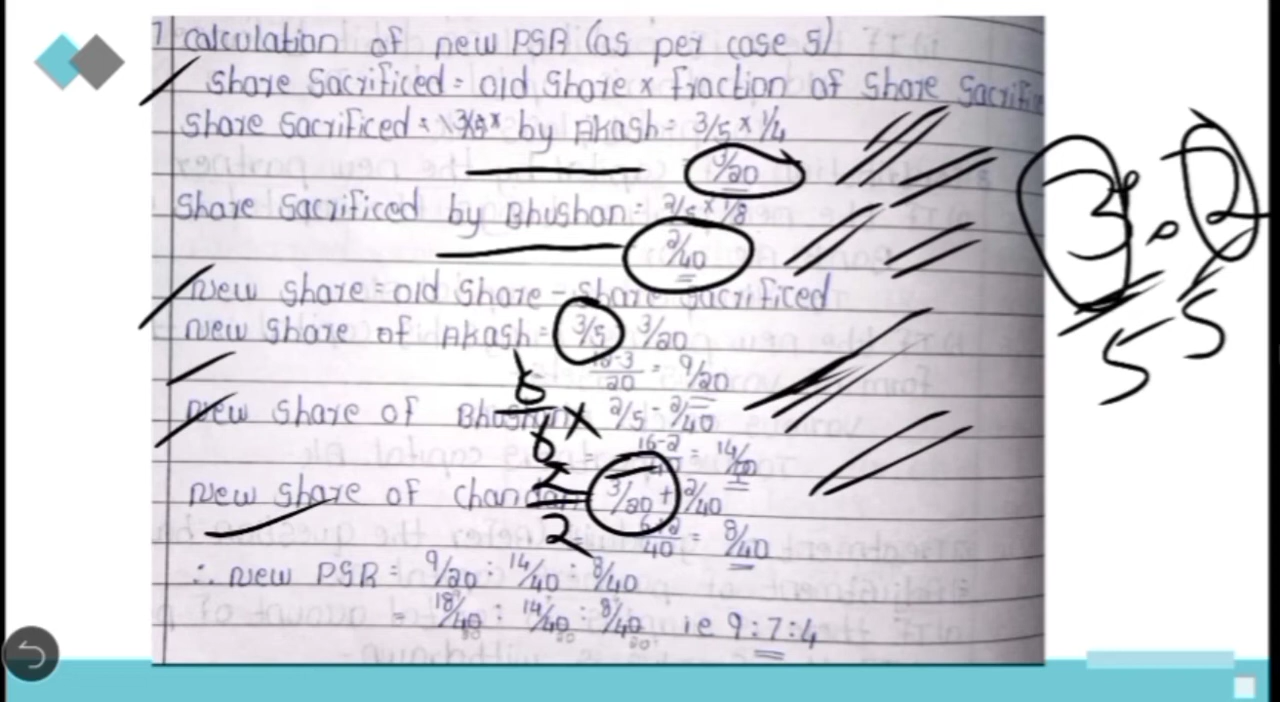 7 calculation of new PSR (as per case 5)
Share Sacrificed = old Share x fraction of Share Sacrifice
Share Sacrificed = by Akash = 3/5 x 1/4
3/20
Share Sacrificed by Bhushan = 2/5 x 1/8
2/40
New share = old share - share sacrificed
New share of Akash = 3/5 - 3/20
-3/20 = 9/20
New share of Bhushan 2/5 - 2/40
16-2/40 = 14/40
New share of Chandan 3/20 + 2/40
6+2/40 = 8/40
∴ New PSR = 9/20 : 14/40 : 8/40
= 18/40 : 14/40 : 8/40 ie 9:7:4
3 : 2
5 5